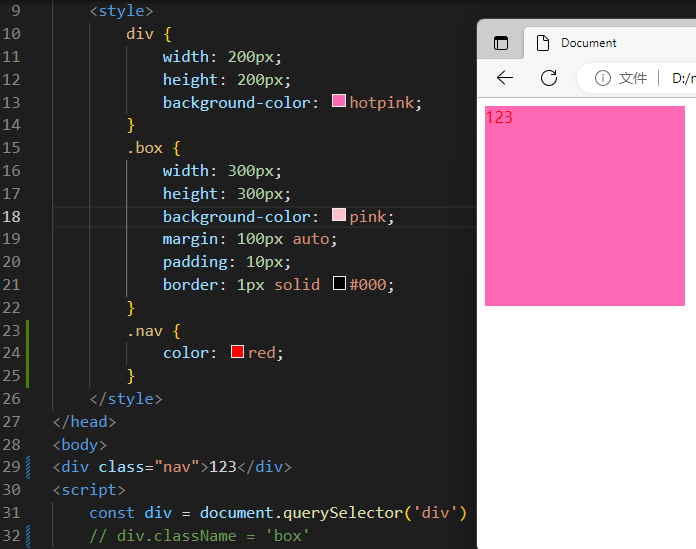 9 <style>
10 div {
11 width: 200px;
12 height: 200px;
13 background-color: hotpink;
14 }
15 .box {
16 width: 300px;
17 height: 300px;
18 background-color: pink;
19 margin: 100px auto;
20 padding: 10px;
21 border: 1px solid #000;
22 }
23 .nav {
24 color: red;
25 }
26 </style>
27 </head>
28 <body>
29 <div class="nav">123</div>
30 <script>
31 const div = document.querySelector('div')
32 // div.className = 'box'
Document
文件 D:/
123